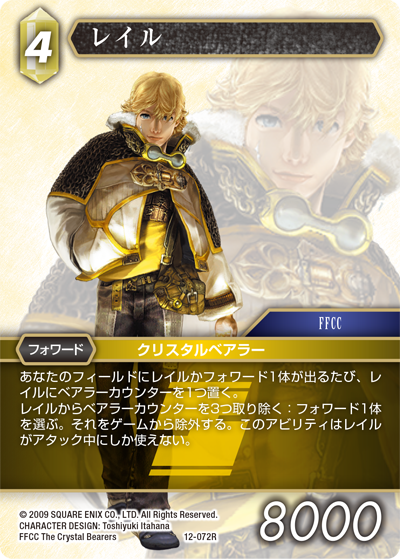 4
レイル
FFCC
フォワード
クリスタルベアラー
あなたのフィールドにレイルかフォワード1体が出るたび、レ
イルにベアラーカウンターを1つ置く。
レイルからベアラーカウンターを3つ取り除く：フォワード1体
を選ぶ。それをゲームから除外する。このアビリティはレイル
がアタック中にしか使えない。
© 2009 SQUARE ENIX CO., LTD. All Rights Reserved.
CHARACTER DESIGN: Toshiyuki Itahana
FFCC The Crystal Bearers
12-072R
8000